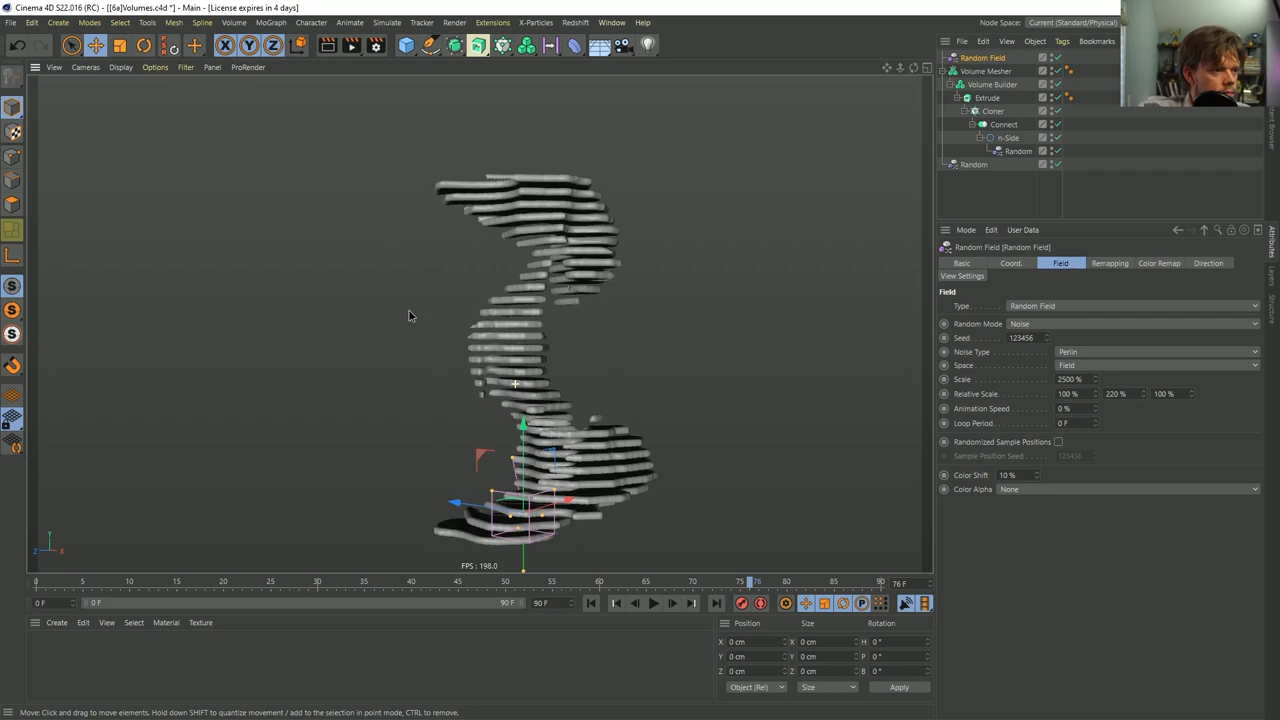 Cinema 4D S22.016 (RC) - [[6a]Volumes.c4d] - Main - [License expires in 4 days]
File Edit Create Modes Select Tools Mesh Spline Volume MoGraph Character Animate Simulate Tracker Render Extensions X-Particles Redshift Window Help
Node Space: Current (Standard/Physical)
X Y Z
File Edit View Object Tags Bookmarks
View Cameras Display Options Filter Panel ProRender
Random Field
Volume Mesher
Volume Builder
Extrude
Cloner
Connect
n-Side
Random
Random
Content Browser
Mode Edit User Data
Random Field [Random Field]
Basic Coord. Field Remapping Color Remap Direction
View Settings
Field
Type Random Field
Random Mode Noise
Seed 123456
Noise Type Perlin
Space Field
Scale 2500 %
Relative Scale 100 % 220 % 100 %
Animation Speed 0 %
Loop Period 0 F
Randomized Sample Positions
Sample Position Seed 123456
Color Shift 10 %
Color Alpha None
Attributes
Layers
Structure
Y
Z X
FPS : 198.0
0 5 10 15 20 25 30 35 40 45 50 55 60 65 70 75 76 80 85 90 76 F
0 F 0 F 90 F 90 F
Create Edit View Select Material Texture
Position Size Rotation
X 0 cm X 0 cm H 0 °
Y 0 cm Y 0 cm P 0 °
Z 0 cm Z 0 cm B 0 °
Object (Rel) Size Apply
Move: Click and drag to move elements. Hold down SHIFT to quantize movement / add to the selection in point mode, CTRL to remove.